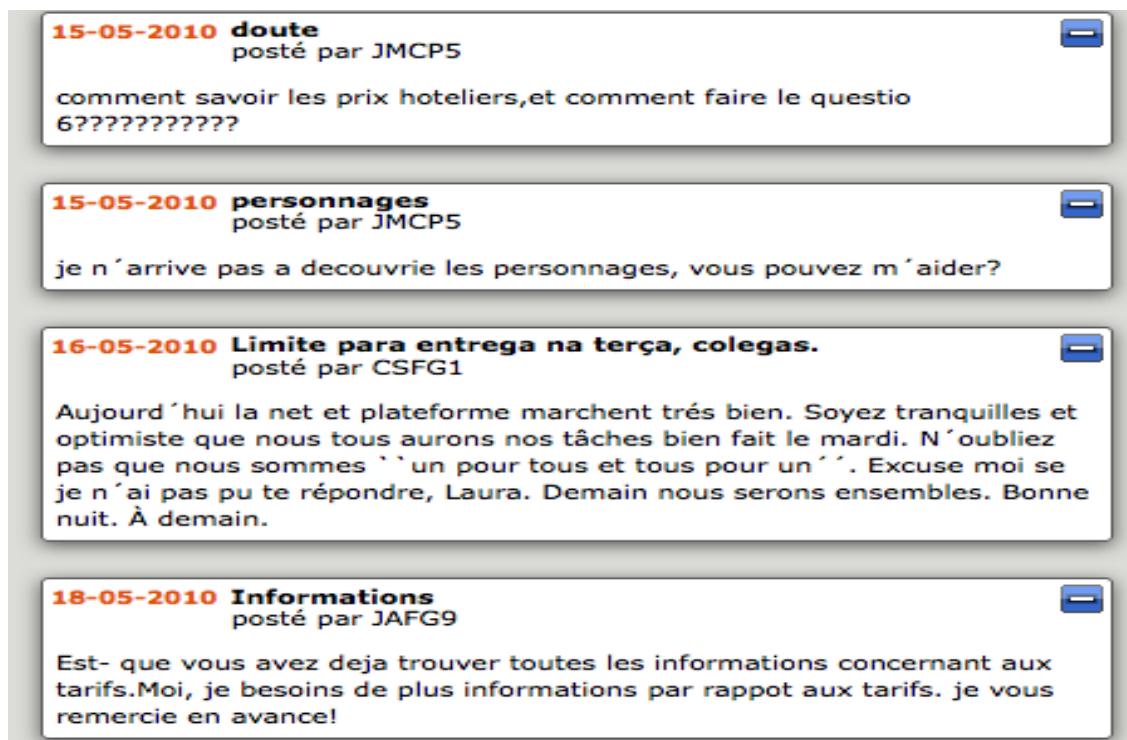 15-05-2010 doute
posté par JMCP5
comment savoir les prix hoteliers,et comment faire le questio
6???????????
15-05-2010 personnages
posté par JMCP5
je n´arrive pas a decouvrie les personnages, vous pouvez m´aider?
16-05-2010 Limite para entrega na terça, colegas.
posté par CSFG1
Aujourd´hui la net et plateforme marchent trés bien. Soyez tranquilles et
optimiste que nous tous aurons nos tâches bien fait le mardi. N´oubliez
pas que nous sommes ``un pour tous et tous pour un´´. Excuse moi se
je n´ai pas pu te répondre, Laura. Demain nous serons ensembles. Bonne
nuit. À demain.
18-05-2010 Informations
posté par JAFG9
Est- que vous avez deja trouver toutes les informations concernant aux
tarifs.Moi, je besoins de plus informations par rappot aux tarifs. je vous
remercie en avance!